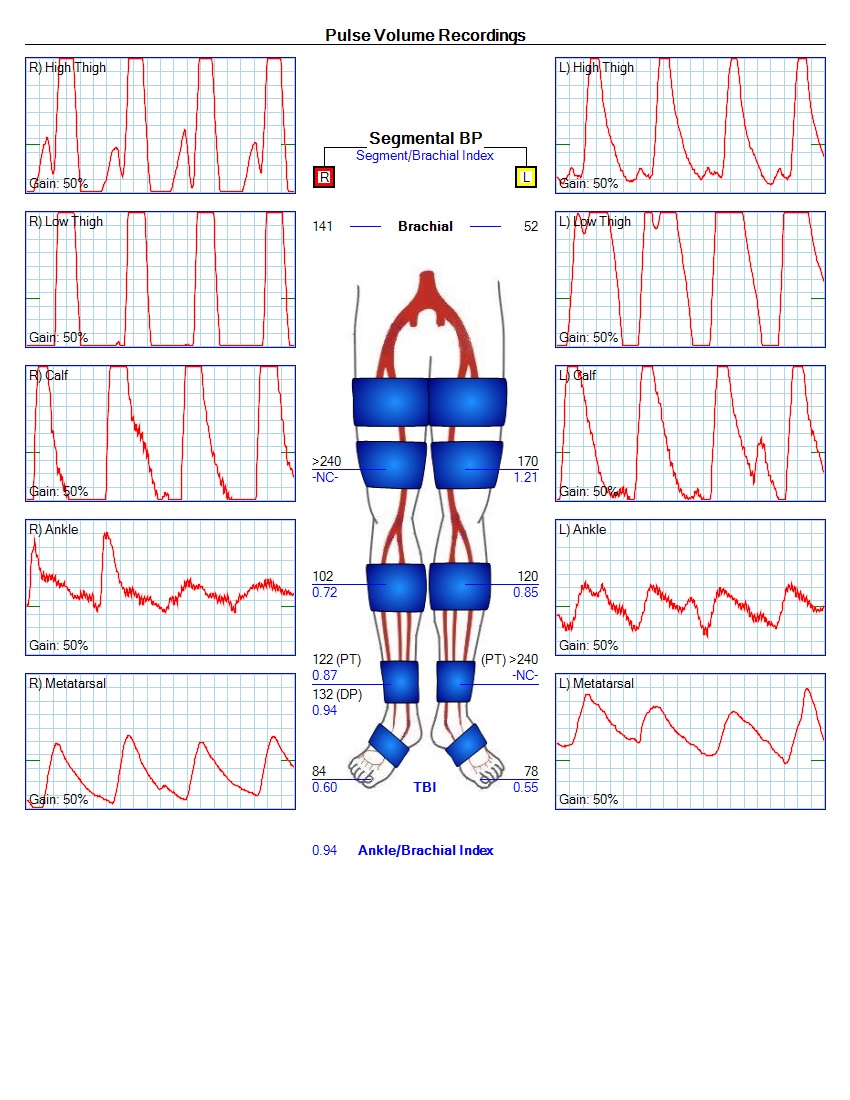 Pulse Volume Recordings
R) High Thigh
Gain: 50%
R) Low Thigh
Gain: 50%
R) Calf
Gain: 50%
R) Ankle
Gain: 50%
R) Metatarsal
Gain: 50%
Segmental BP
Segment/Brachial Index
R
L
141 Brachial 52
>240 170
-NC- 1.21
102 120
0.72 0.85
122 (PT) (PT) >240
0.87 -NC-
132 (DP)
0.94
84 78
0.60 TBI 0.55
0.94 Ankle/Brachial Index
L) High Thigh
Gain: 50%
L) Low Thigh
Gain: 50%
L) Calf
Gain: 50%
L) Ankle
Gain: 50%
L) Metatarsal
Gain: 50%